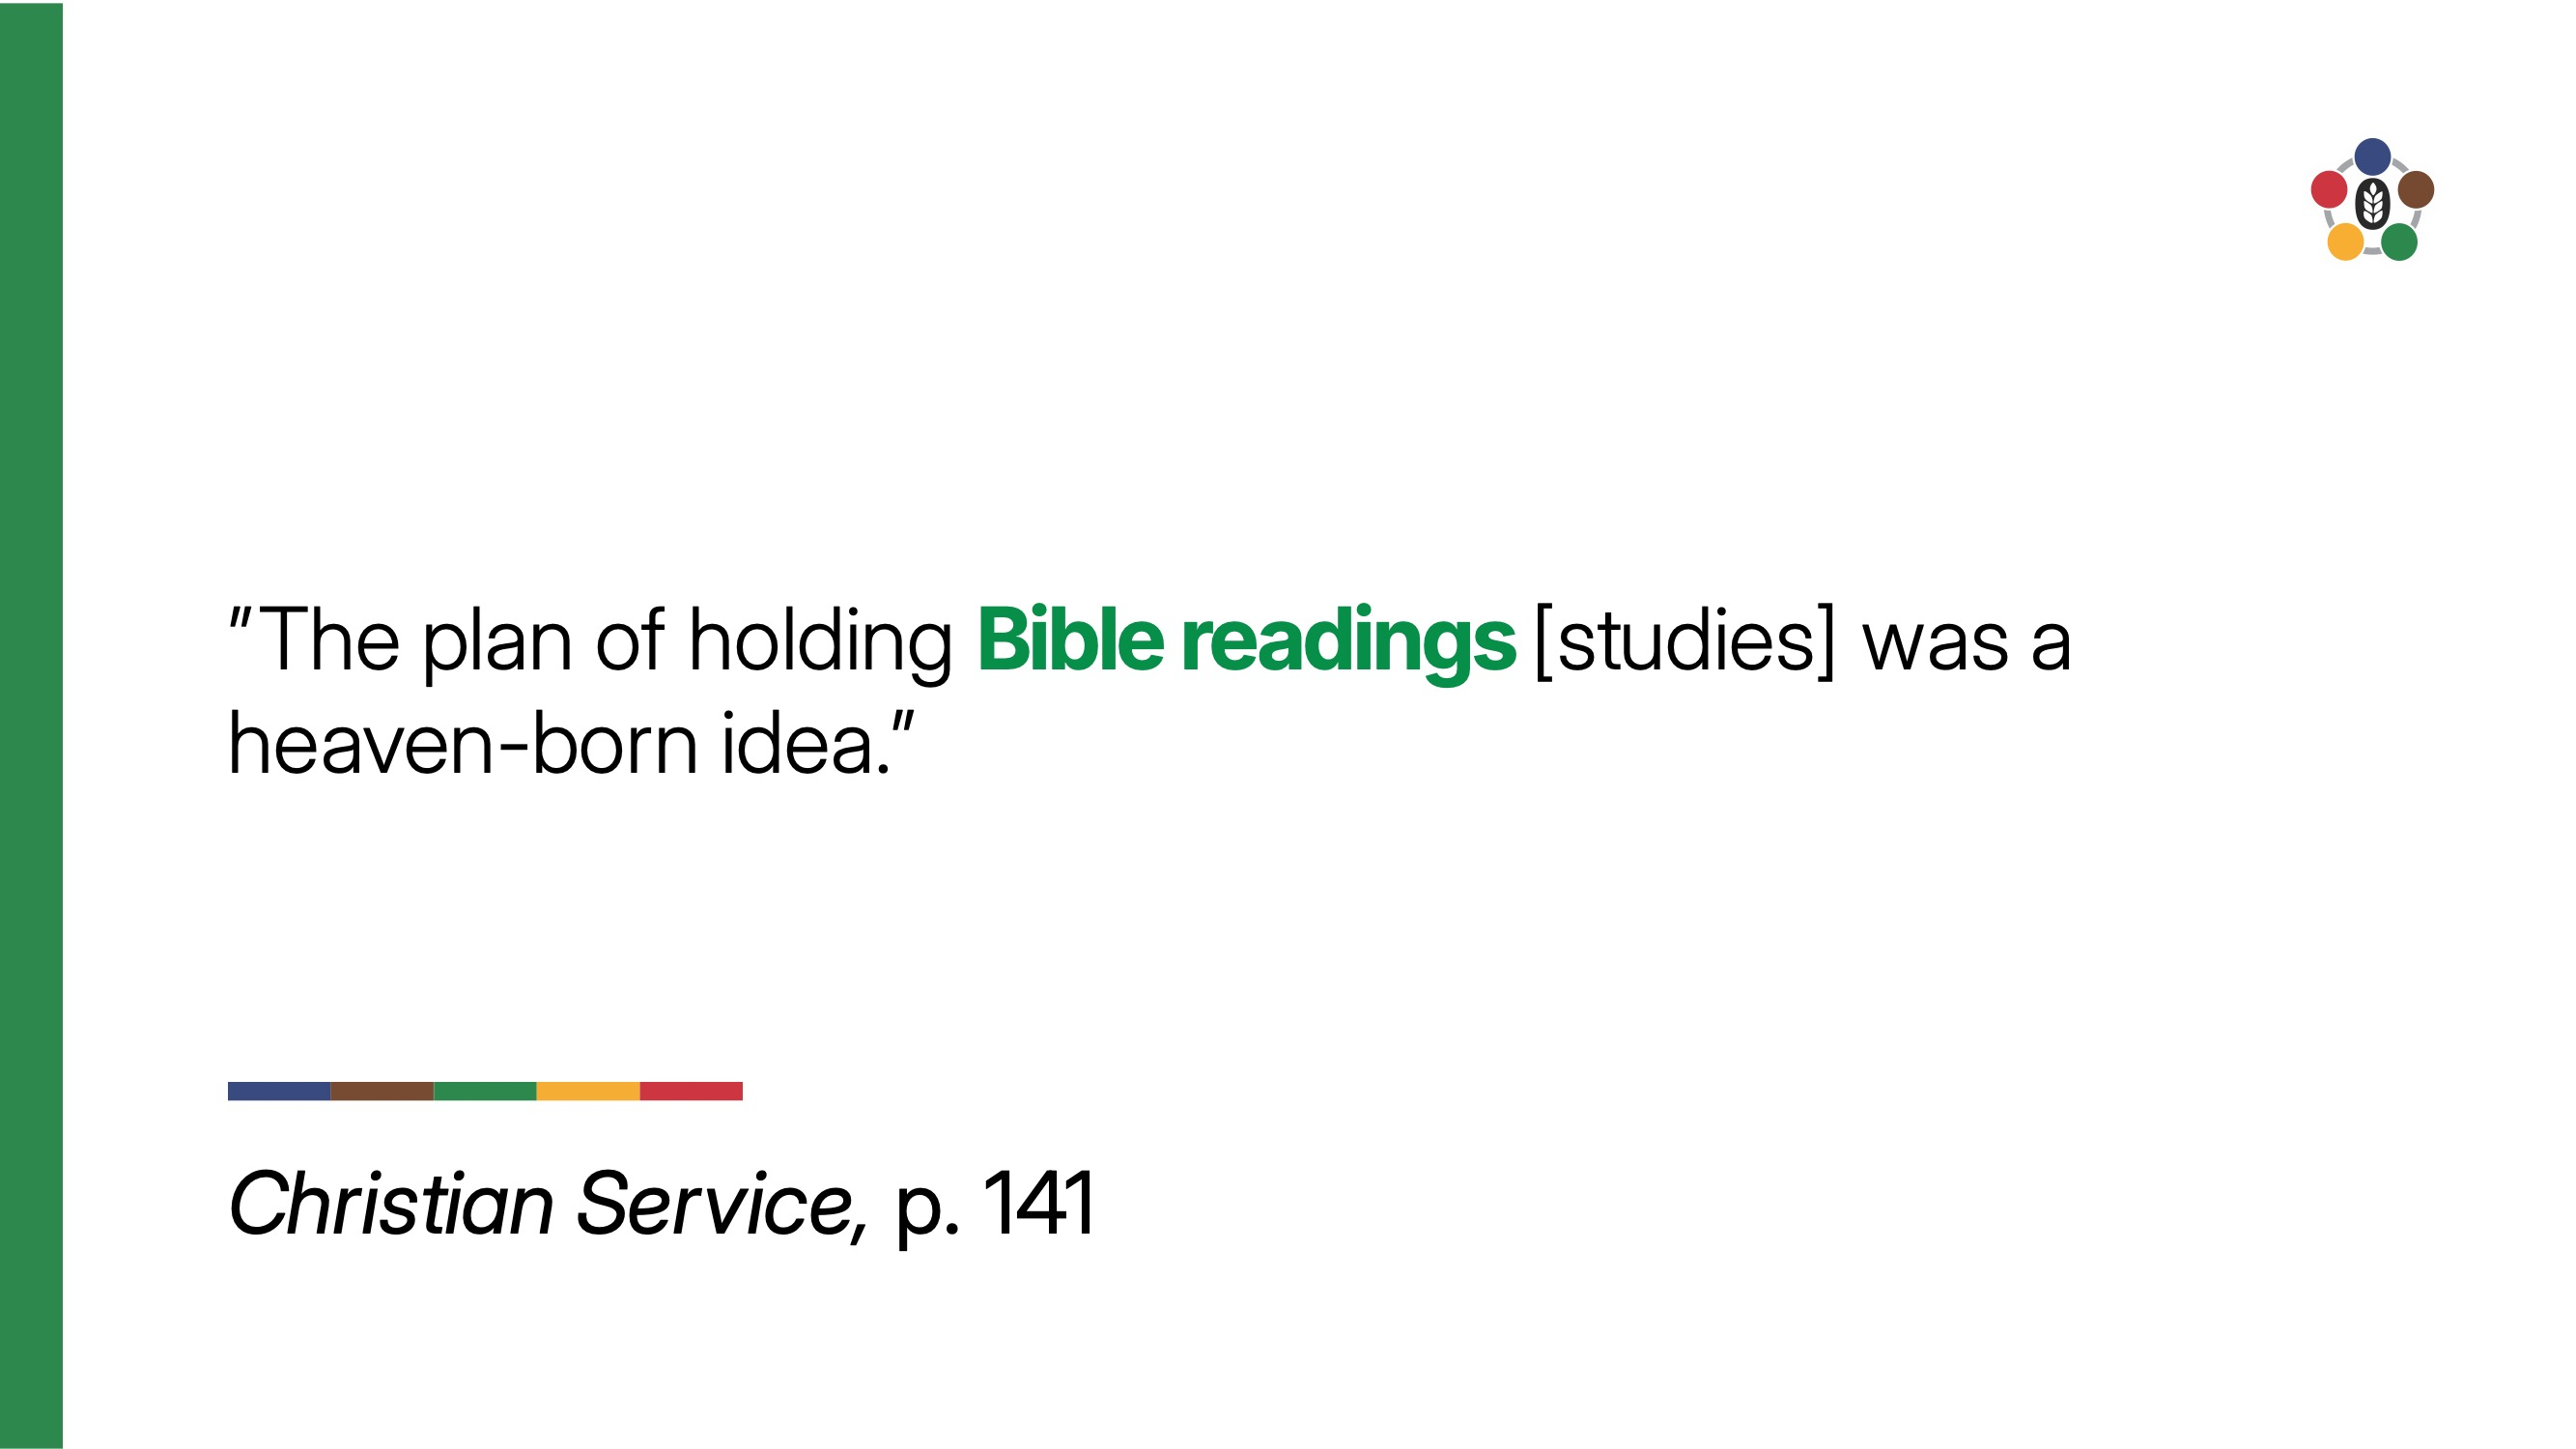 "The plan of holding Bible readings [studies] was a
heaven-born idea."
Christian Service, p. 141